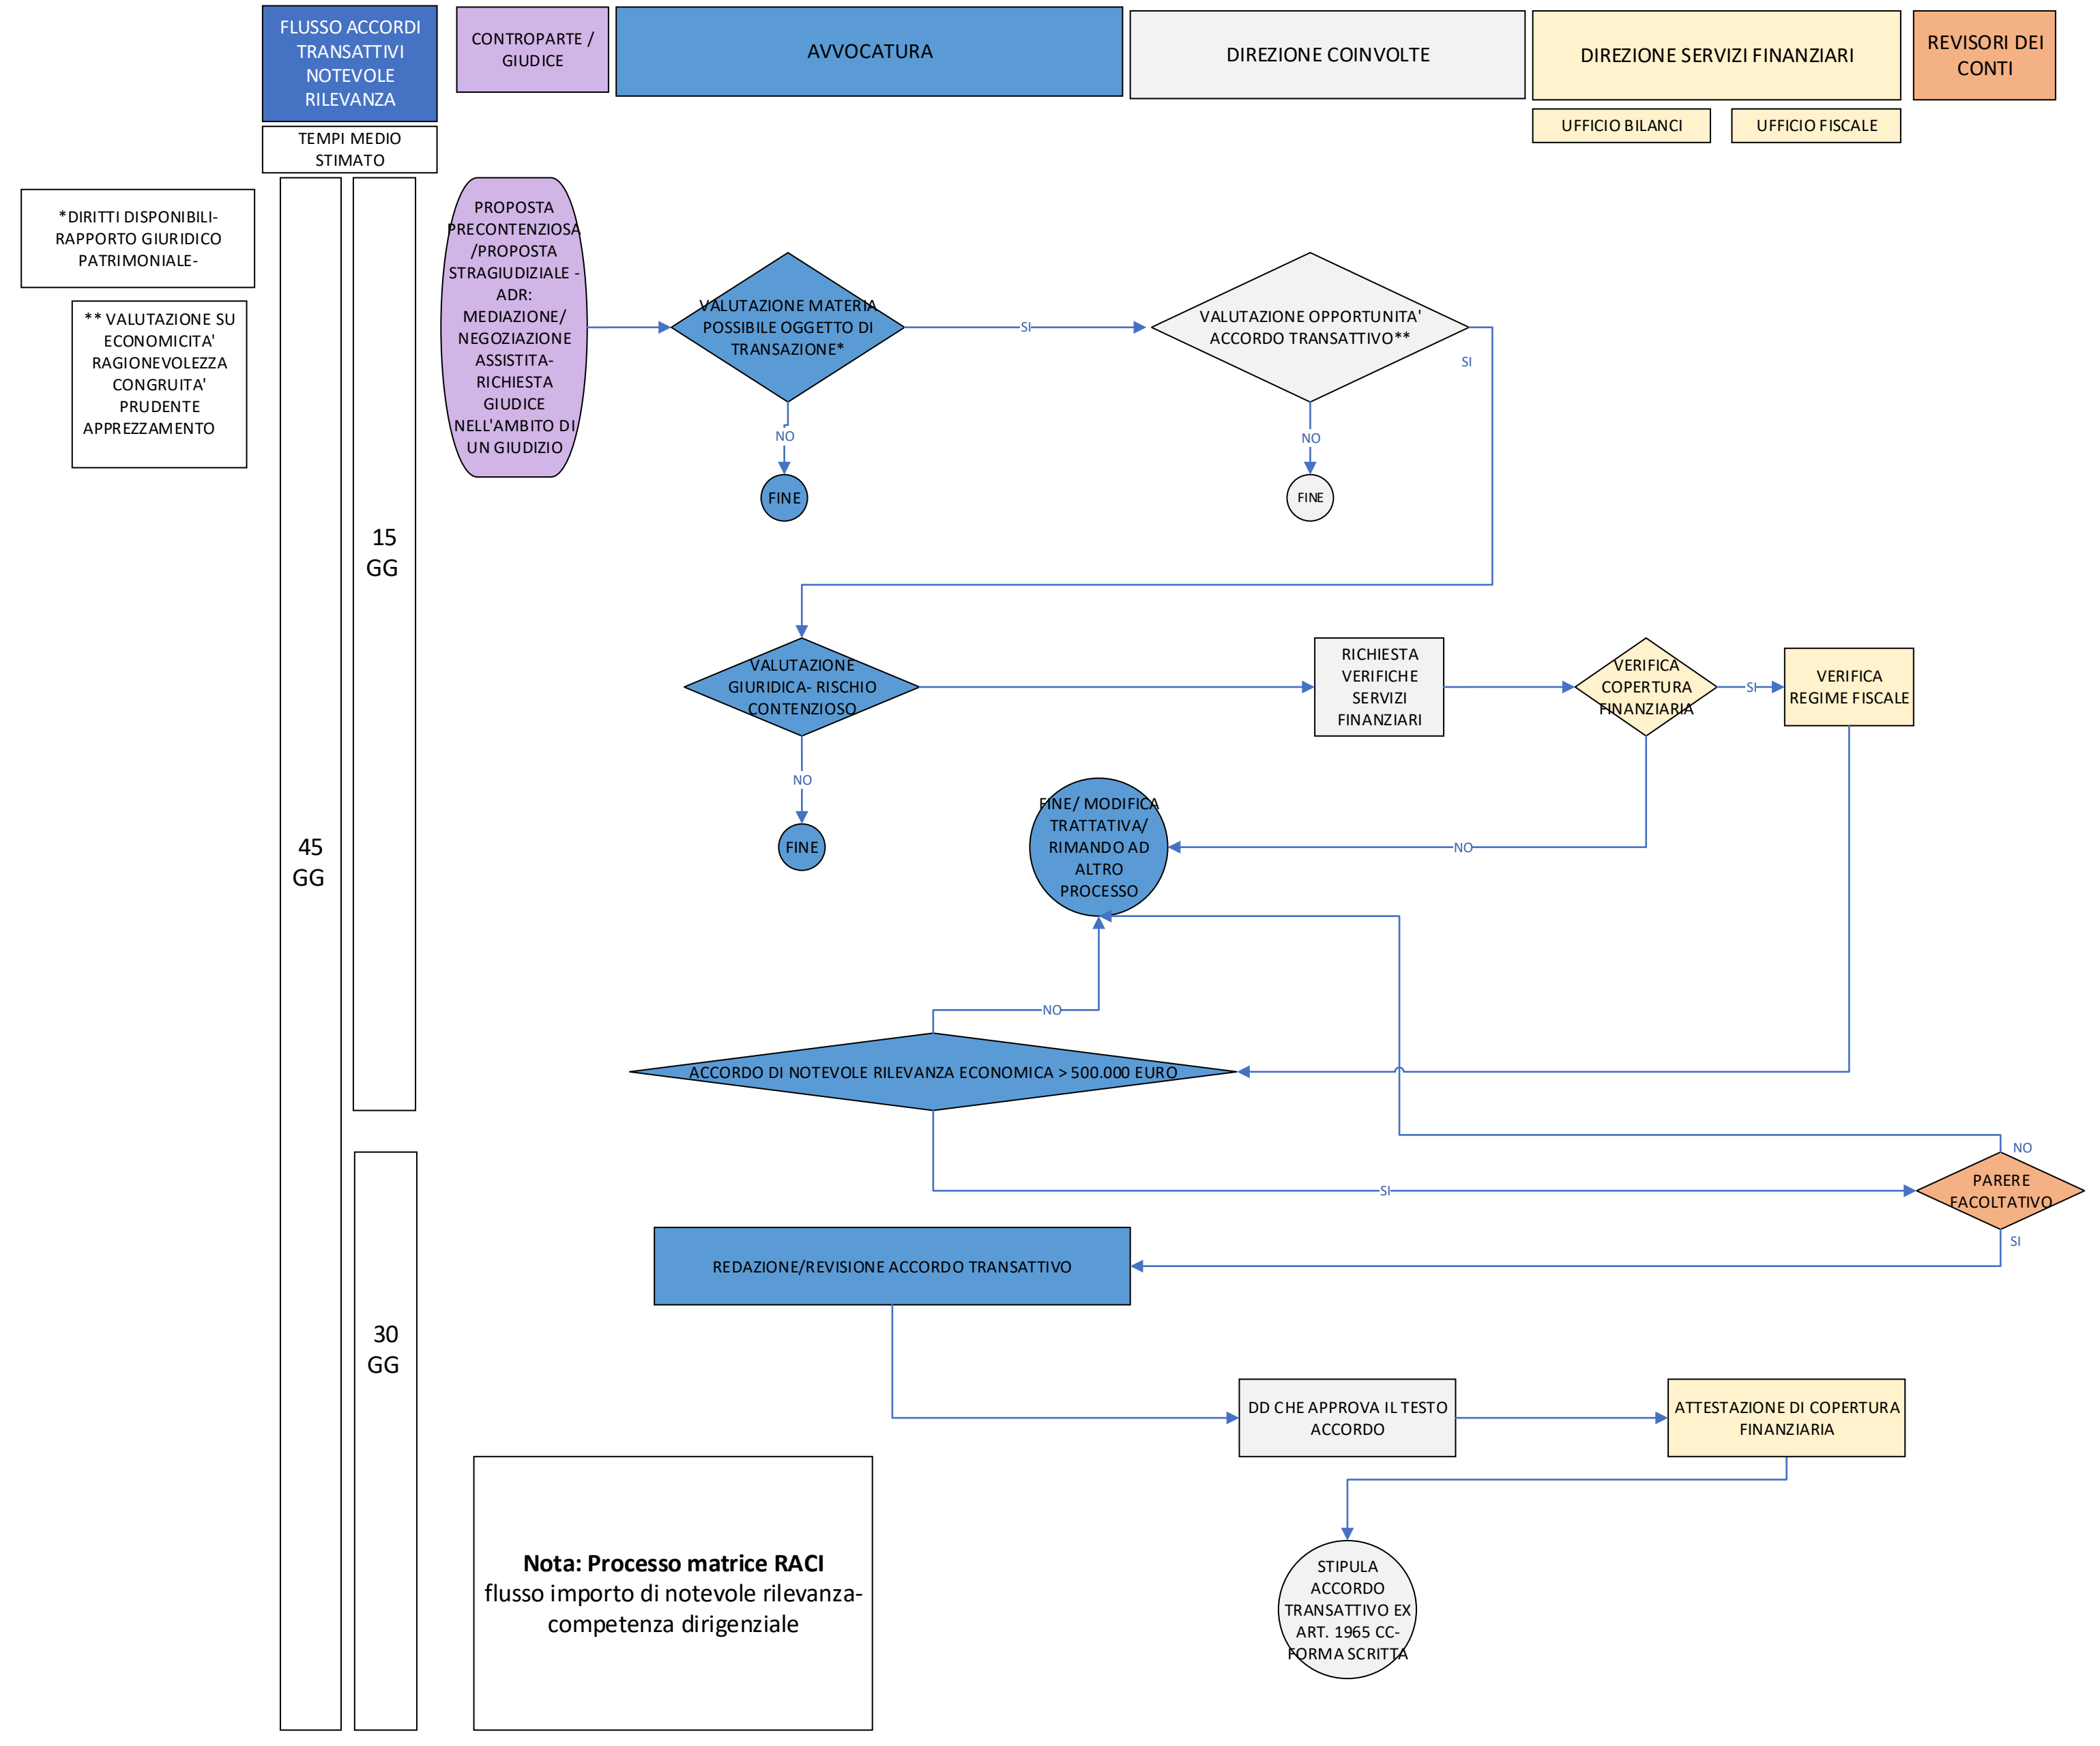 FLUSSO ACCORDI
TRANSATTIVI
NOTEVOLE
RILEVANZA
CONTROPARTE /
GIUDICE
AVVOCATURA
DIREZIONE COINVOLTE
DIREZIONE SERVIZI FINANZIARI
REVISORI DEI
CONTI
UFFICIO BILANCI
UFFICIO FISCALE
TEMPI MEDIO
STIMATO
*DIRITTI DISPONIBILI-
RAPPORTO GIURIDICO
PATRIMONIALE-
** VALUTAZIONE SU
ECONOMICITA'
RAGIONEVOLEZZA
CONGRUITA'
PRUDENTE
APPREZZAMENTO
45
GG
15
GG
30
GG
PROPOSTA
PRECONTENZIOSA
/PROPOSTA
STRAGIUDIZIALE -
ADR:
MEDIAZIONE/
NEGOZIAZIONE
ASSISTITA-
RICHIESTA
GIUDICE
NELL'AMBITO DI
UN GIUDIZIO
VALUTAZIONE MATERIA
POSSIBILE OGGETTO DI
TRANSAZIONE*
SI
NO
FINE
VALUTAZIONE OPPORTUNITA'
ACCORDO TRANSATTIVO**
SI
NO
FINE
VALUTAZIONE
GIURIDICA- RISCHIO
CONTENZIOSO
NO
FINE
RICHIESTA
VERIFICHE
SERVIZI
FINANZIARI
VERIFICA
COPERTURA
FINANZIARIA
SI
VERIFICA
REGIME FISCALE
NO
FINE/ MODIFICA
TRATTATIVA/
RIMANDO AD
ALTRO
PROCESSO
NO
ACCORDO DI NOTEVOLE RILEVANZA ECONOMICA > 500.000 EURO
SI
NO
PARERE
FACOLTATIVO
SI
REDAZIONE/REVISIONE ACCORDO TRANSATTIVO
DD CHE APPROVA IL TESTO
ACCORDO
ATTESTAZIONE DI COPERTURA
FINANZIARIA
STIPULA
ACCORDO
TRANSATTIVO EX
ART. 1965 CC-
FORMA SCRITTA
Nota: Processo matrice RACI
flusso importo di notevole rilevanza-
competenza dirigenziale